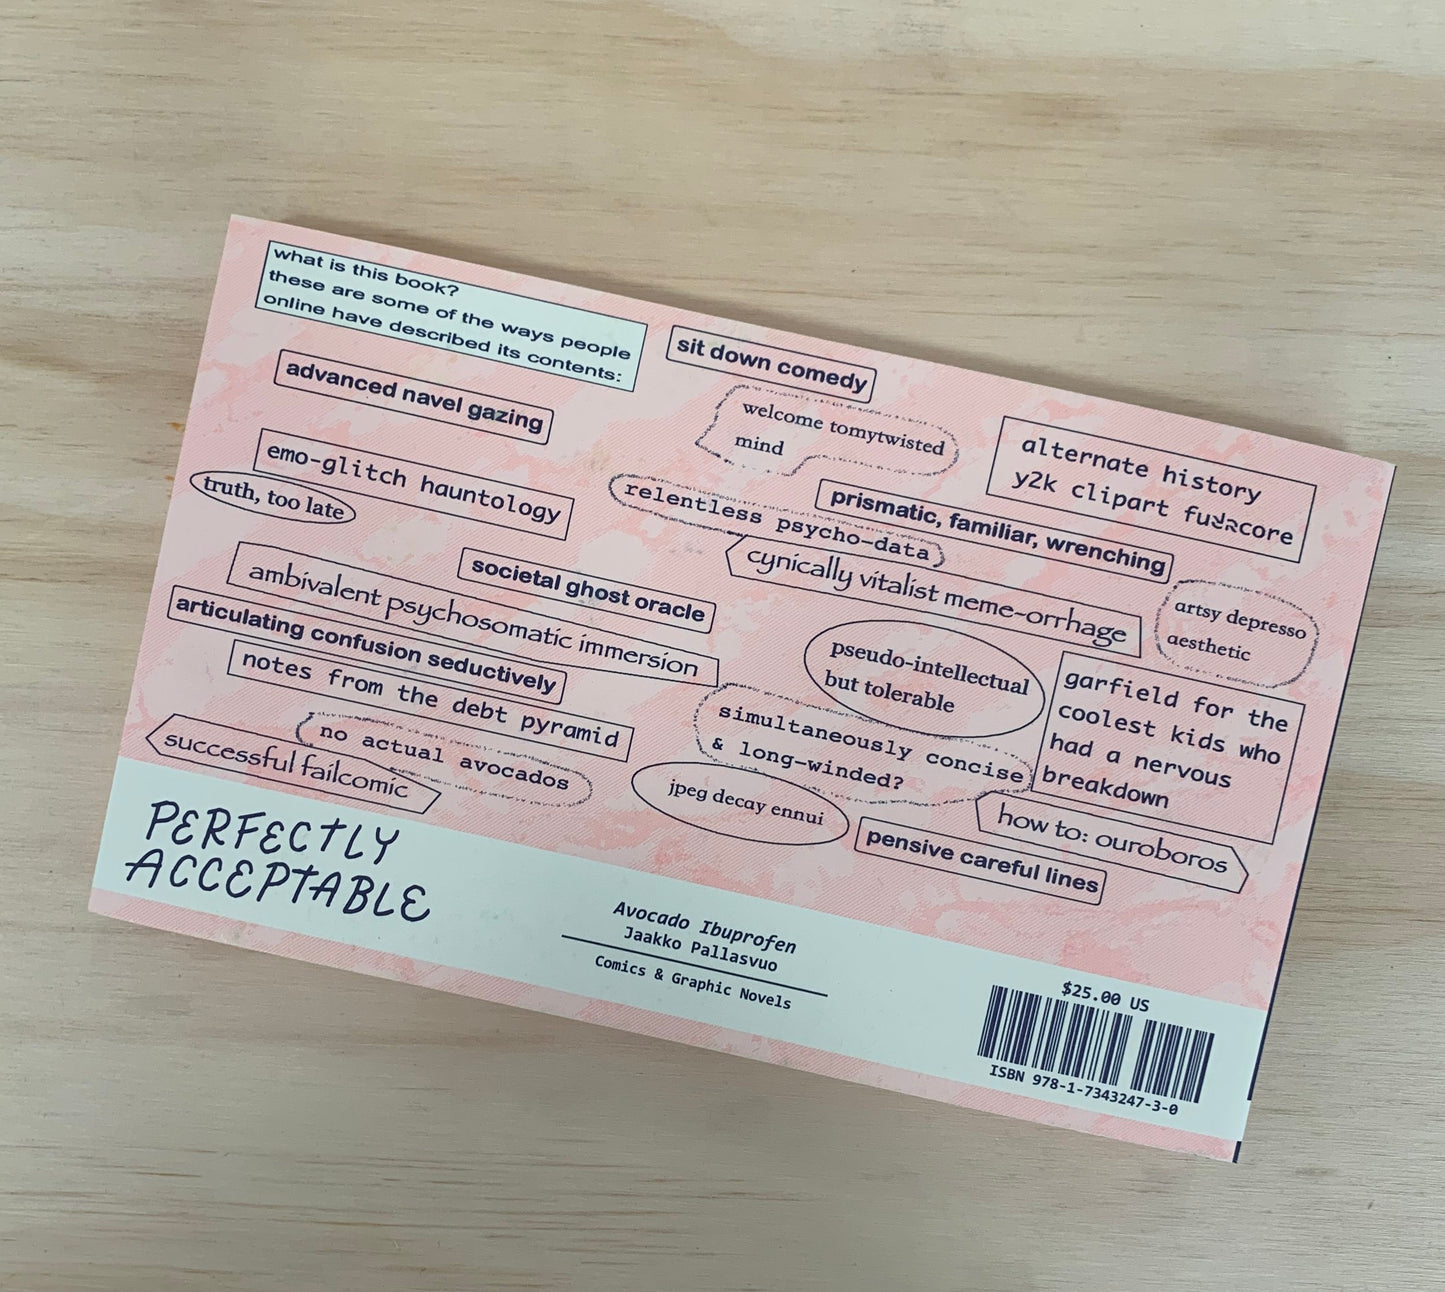 what is this book?
these are some of the ways people
online have described its contents:
sit down comedy
advanced navel gazing
welcome tomytwisted
mind
alternate history
y2k clipart
emo-glitch hauntology
truth, too late
relentless psycho-data
prismatic, familiar, wrenching
cynically vitalist meme-orrhage
societal ghost oracle
ambivalent psychosomatic immersion
artsy depresso
aesthetic
articulating confusion seductively
pseudo-intellectual
but tolerable
notes from the debt pyramid
garfield for the
coolest kids who
had a nervous
breakdown
simultaneously concise
& long-winded?
no actual avocados
successful failcomic
jpeg decay ennui
how to: ouroboros
pensive careful lines
PERFECTLY
ACCEPTABLE
Avocado Ibuprofen
Jaakko Pallasvuo
Comics & Graphic Novels
$25.00 US
ISBN 978-1-7343247-3-0